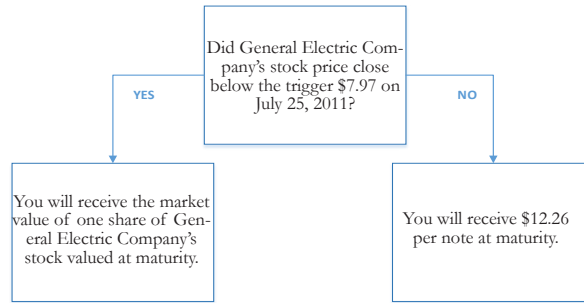 Did General Electric Com-
pany's stock price close
below the trigger $7.97 on
July 25, 2011?
YES
NO
You will receive the market
value of one share of Gen-
eral Electric Company's
stock valued at maturity.
You will receive $12.26
per note at maturity.